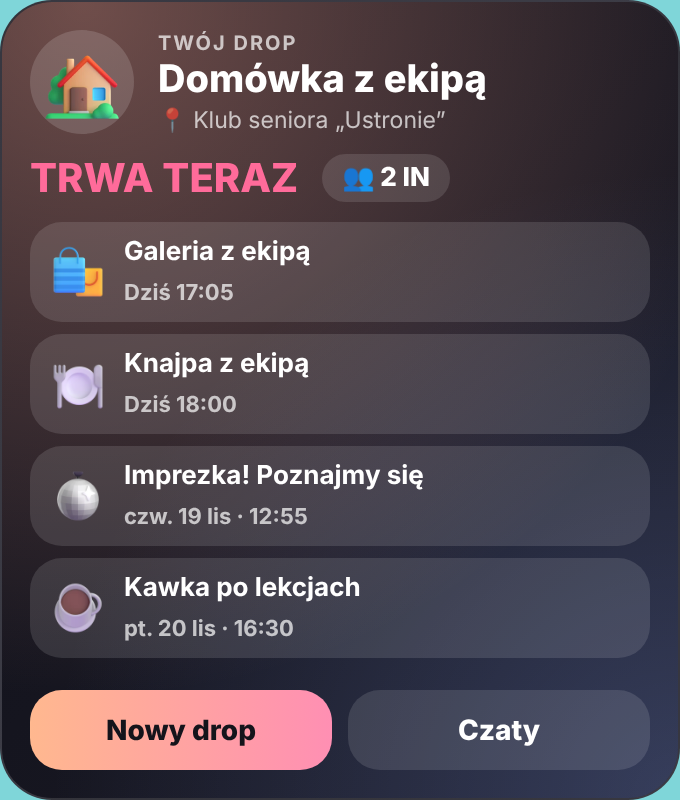 TWÓJ DROP
Domówka z ekipą
📍 Klub seniora „Ustronie”
TRWA TERAZ
👥 2 IN
Galeria z ekipą
Dziś 17:05
Knajpa z ekipą
Dziś 18:00
Imprezka! Poznajmy się
czw. 19 lis · 12:55
Kawka po lekcjach
pt. 20 lis · 16:30
Nowy drop
Czaty